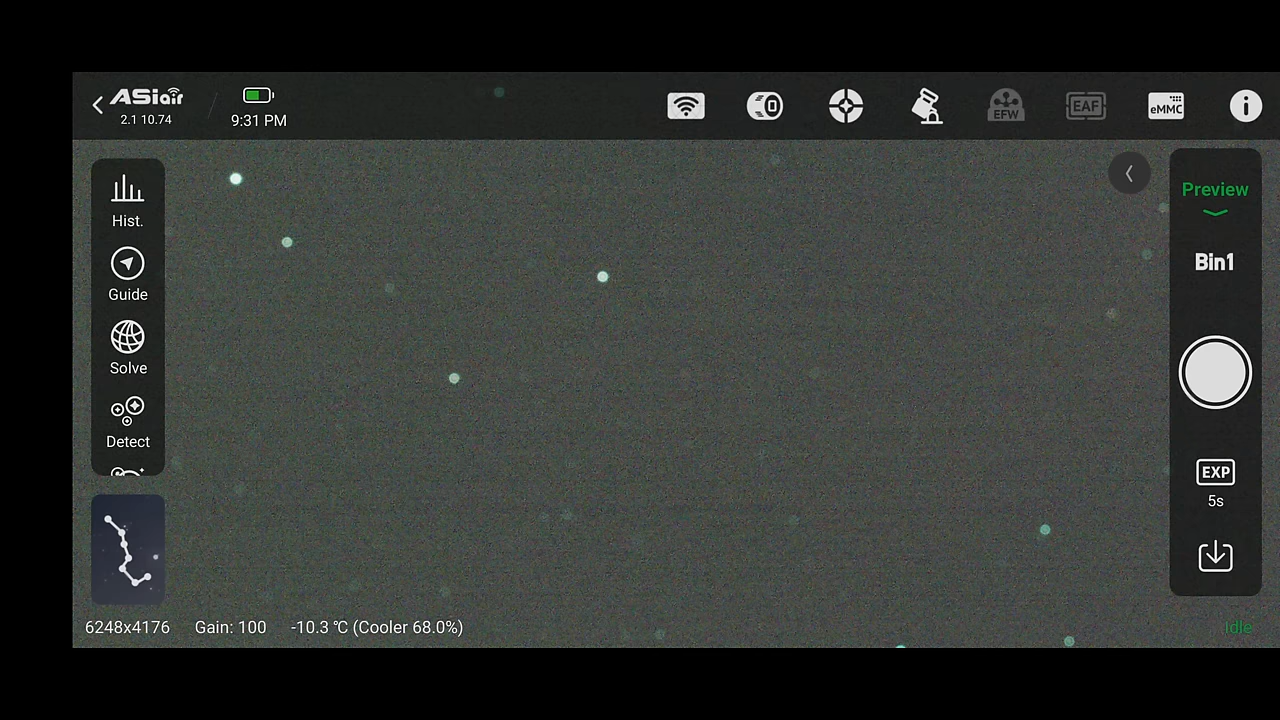 ASiair
2.1 10.74
9:31 PM
EFW
EAF
eMMC
Hist.
Guide
Solve
Detect
Preview
Bin1
EXP
5s
6248x4176 Gain: 100 -10.3 ℃ (Cooler 68.0%)
Idle